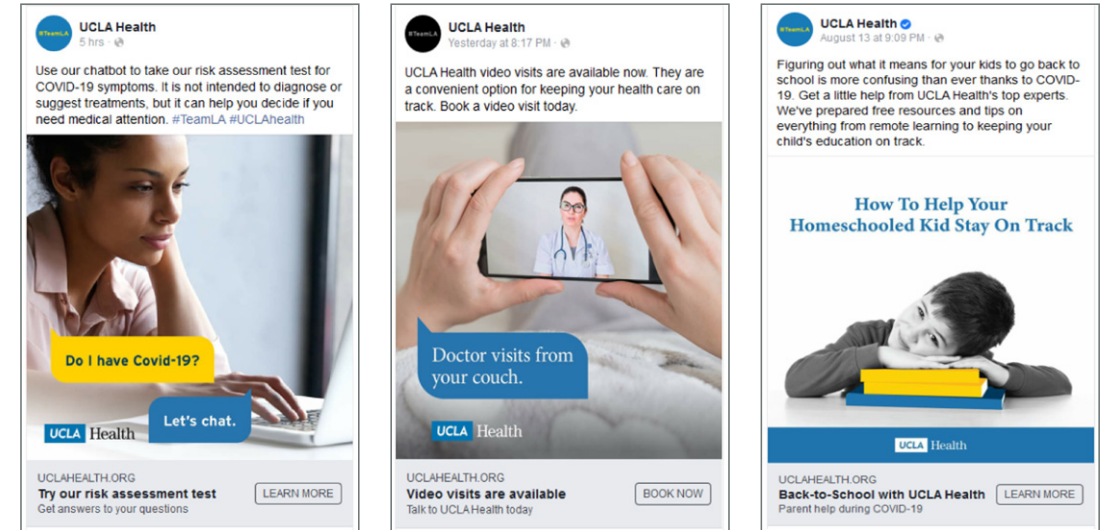 #TeamLA
UCLA Health
5 hrs ·
Use our chatbot to take our risk assessment test for
COVID-19 symptoms. It is not intended to diagnose or
suggest treatments, but it can help you decide if you
need medical attention. #TeamLA #UCLAhealth
Do I have Covid-19?
Let's chat.
UCLA Health
UCLAHEALTH.ORG
Try our risk assessment test
Get answers to your questions
LEARN MORE
#TeamLA
UCLA Health
Yesterday at 8:17 PM ·
UCLA Health video visits are available now. They are
a convenient option for keeping your health care on
track. Book a video visit today.
Doctor visits from
your couch.
UCLA Health
UCLAHEALTH.ORG
Video visits are available
Talk to UCLA Health today
BOOK NOW
#TeamLA
UCLA Health
August 13 at 9:09 PM ·
Figuring out what it means for your kids to go back to
school is more confusing than ever thanks to COVID-
19. Get a little help from UCLA Health's top experts.
We've prepared free resources and tips on
everything from remote learning to keeping your
child's education on track.
How To Help Your
Homeschooled Kid Stay On Track
UCLA Health
UCLAHEALTH.ORG
Back-to-School with UCLA Health
Parent help during COVID-19
LEARN MORE